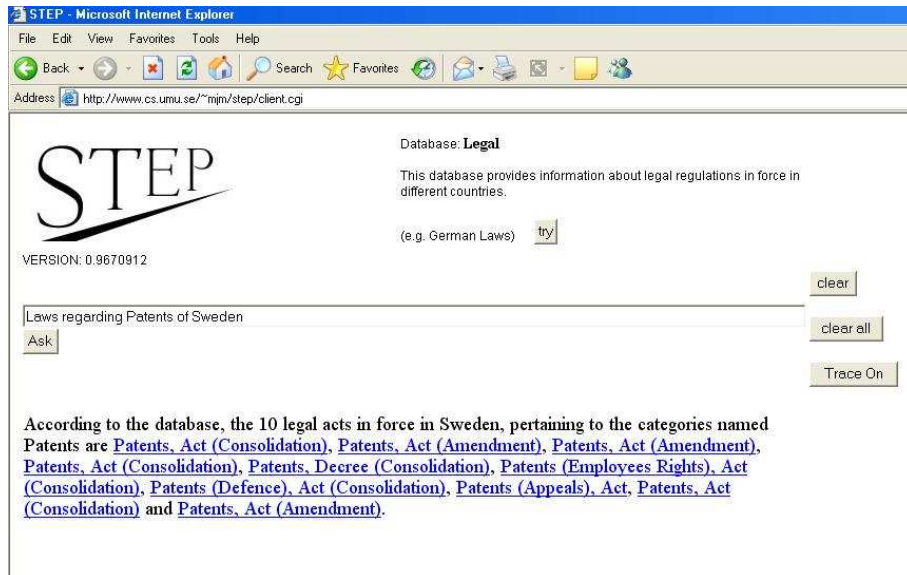 STEP - Microsoft Internet Explorer
File Edit View Favorites Tools Help
Back Search Favorites
Address http://www.cs.umu.se/~mjm/step/client.cgi
STEP
VERSION: 0.9670912
Database: Legal
This database provides information about legal regulations in force in
different countries.
(e.g. German Laws) try
clear
Laws regarding Patents of Sweden
clear all
Ask
Trace On
According to the database, the 10 legal acts in force in Sweden, pertaining to the categories named
Patents are Patents, Act (Consolidation), Patents, Act (Amendment), Patents, Act (Amendment),
Patents, Act (Consolidation), Patents, Decree (Consolidation), Patents (Employees Rights), Act
(Consolidation), Patents (Defence), Act (Consolidation), Patents (Appeals), Act, Patents, Act
(Consolidation) and Patents, Act (Amendment).